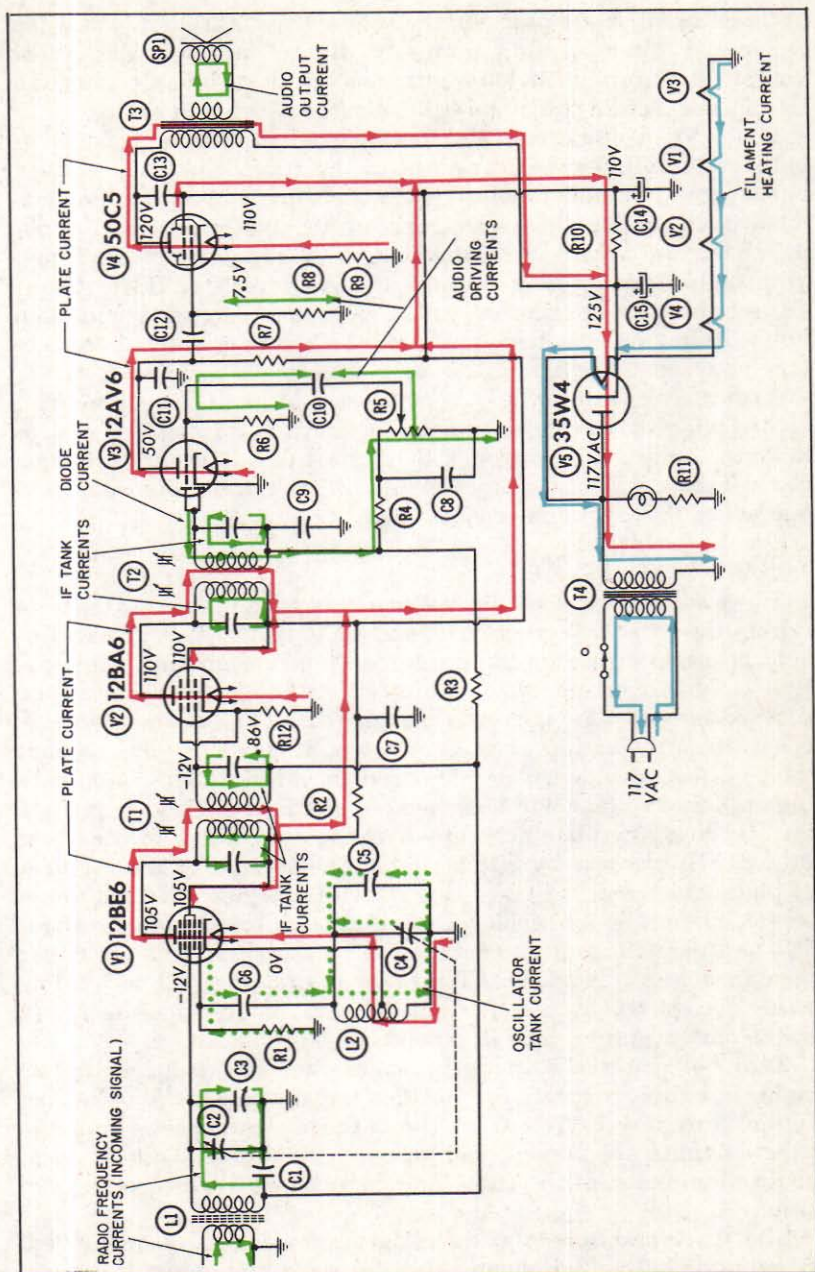 RADIO FREQUENCY
CURRENTS (INCOMING SIGNAL)
L1
C1
C2
C3
R1
C6
-12V
V1 12BE6
105V
105V
0V
L2
C4
C5
OSCILLATOR
TANK CURRENT
IF TANK
CURRENTS
T1
PLATE CURRENT
R2
-12V
.86V
R12
V2 12BA6
110V
110V
C7
R3
T2
IF TANK
CURRENTS
DIODE CURRENT
C9
R4
C8
R5
V3 12AV6
50V
R6
C10
C11
AUDIO
DRIVING
CURRENTS
PLATE CURRENT
C12
R7
R8
R9
7.5V
V4 50C5
120V
110V
C13
T3
SP1
AUDIO
OUTPUT
CURRENT
117
VAC
T4
R11
V5 35W4
117VAC
125V
R10
110V
C15
C14
V4
V2
V1
V3
FILAMENT
HEATING CURRENT